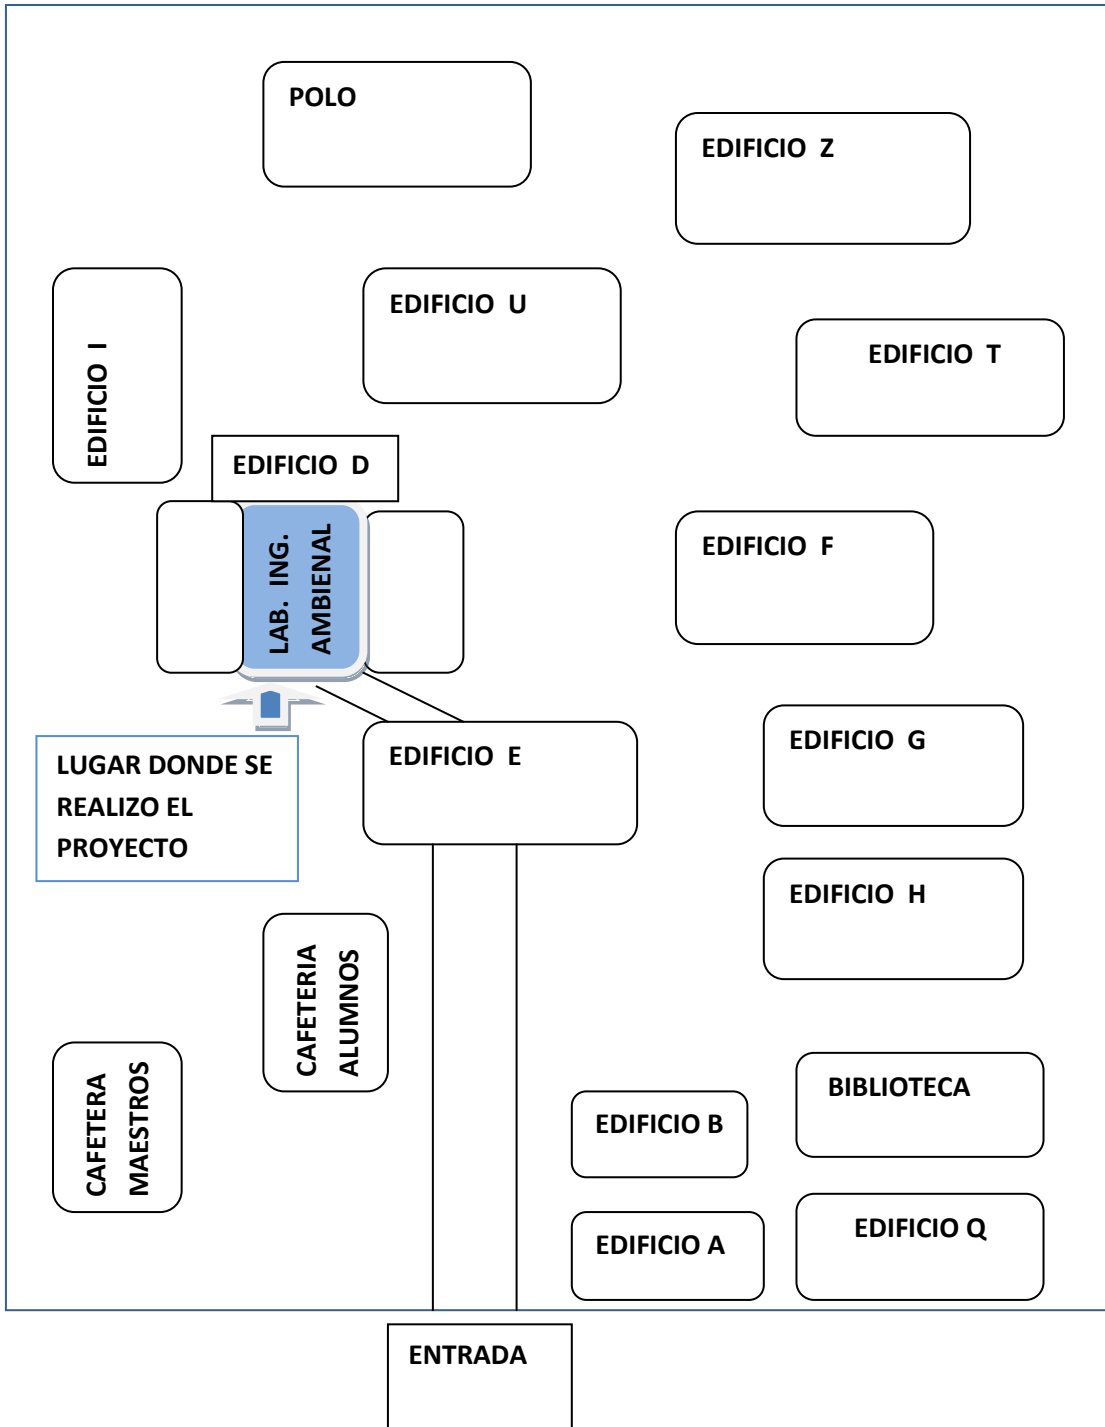 POLO
EDIFICIO  Z
EDIFICIO  U
EDIFICIO  I
EDIFICIO  T
EDIFICIO  D
LAB.  ING.
AMBIENAL
EDIFICIO  F
LUGAR DONDE SE
REALIZO EL
PROYECTO
EDIFICIO  E
EDIFICIO  G
EDIFICIO  H
CAFETERIA
ALUMNOS
CAFETERA
MAESTROS
BIBLIOTECA
EDIFICIO B
EDIFICIO A
EDIFICIO Q
ENTRADA